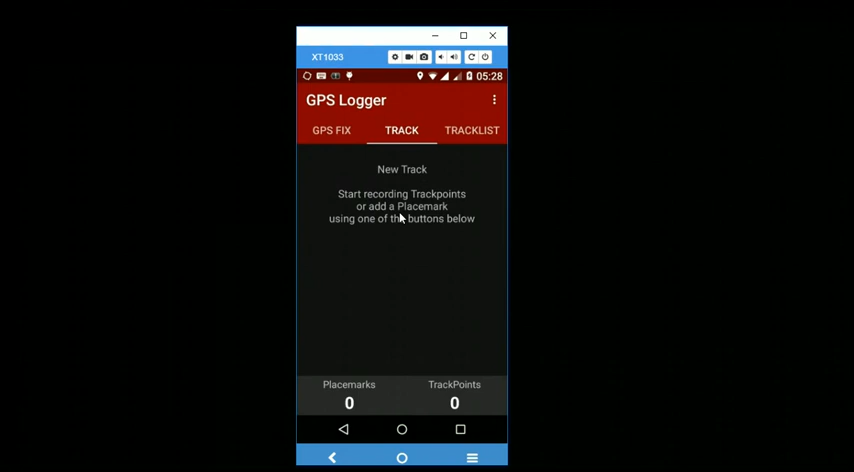 XT1033
05:28
GPS Logger
GPS FIX TRACK TRACKLIST
New Track
Start recording Trackpoints
or add a Placemark
using one of the buttons below
Placemarks TrackPoints
0 0